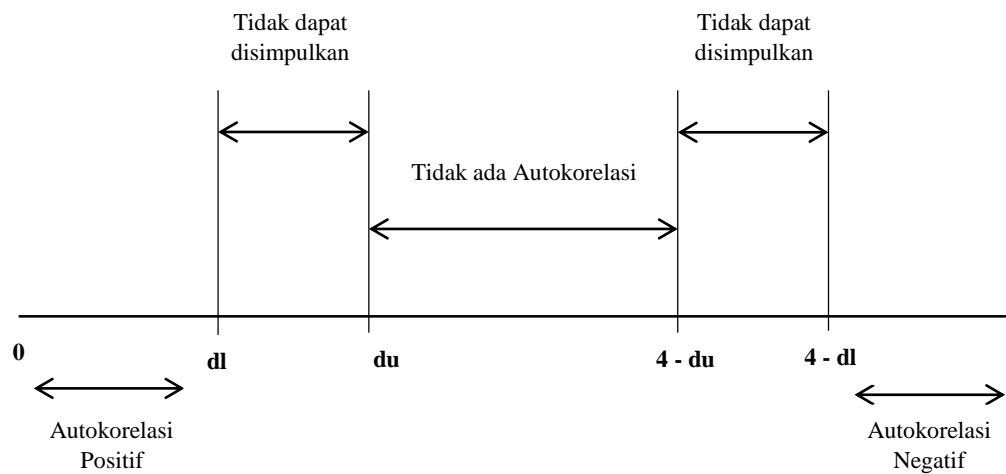 Tidak dapat
disimpulkan
Tidak dapat
disimpulkan
Tidak ada Autokorelasi
0
dl
du
4 - du
4 - dl
Autokorelasi
Positif
Autokorelasi
Negatif